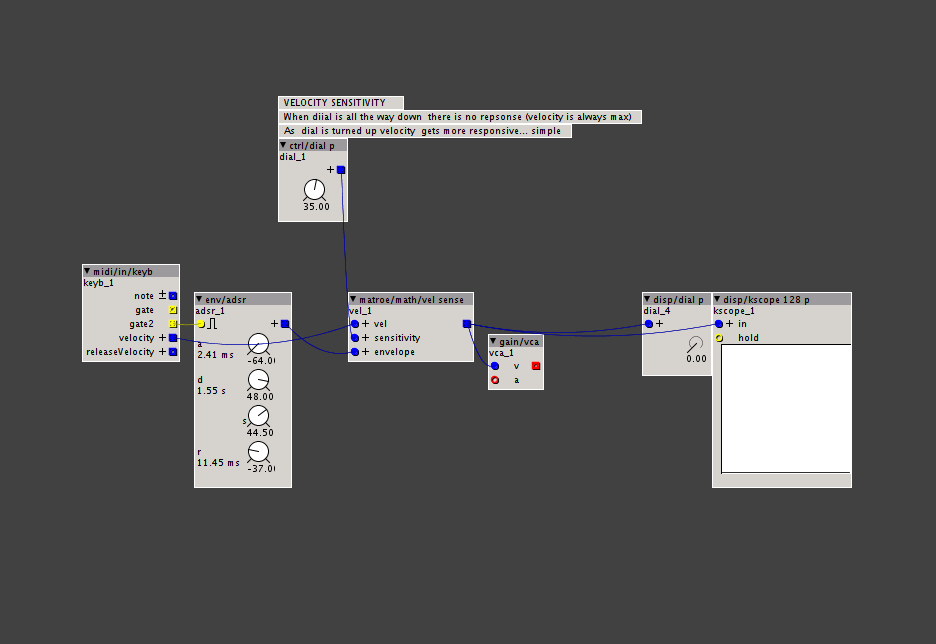 VELOCITY SENSITIVITY
When diial is all the way down there is no repsonse (velocity is always max)
As dial is turned up velocity gets more responsive... simple
ctrl/dial p
dial_1
+
35.00
midi/in/keyb
keyb_1
note ±
gate
gate2
velocity +
releaseVelocity +
env/adsr
adsr_1
+
a
2.41 ms
-64.0
d
1.55 s
48.00
s
44.50
r
11.45 ms
-37.0
matroe/math/vel sense
vel_1
+ vel
+ sensitivity
+ envelope
gain/vca
vca_1
v
a
disp/dial p
dial_4
+
0.00
disp/kscope 128 p
kscope_1
+ in
hold